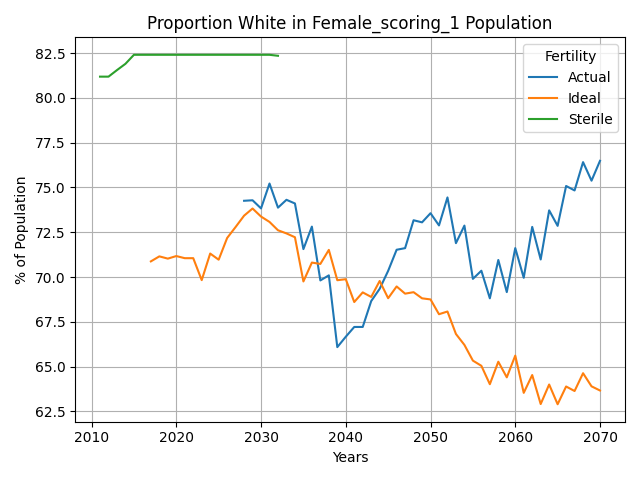 Proportion White in Female_scoring_1 Population
Fertility
Actual
Ideal
Sterile
% of Population
82.5
80.0
77.5
75.0
72.5
70.0
67.5
65.0
62.5
2010 2020 2030 2040 2050 2060 2070
Years